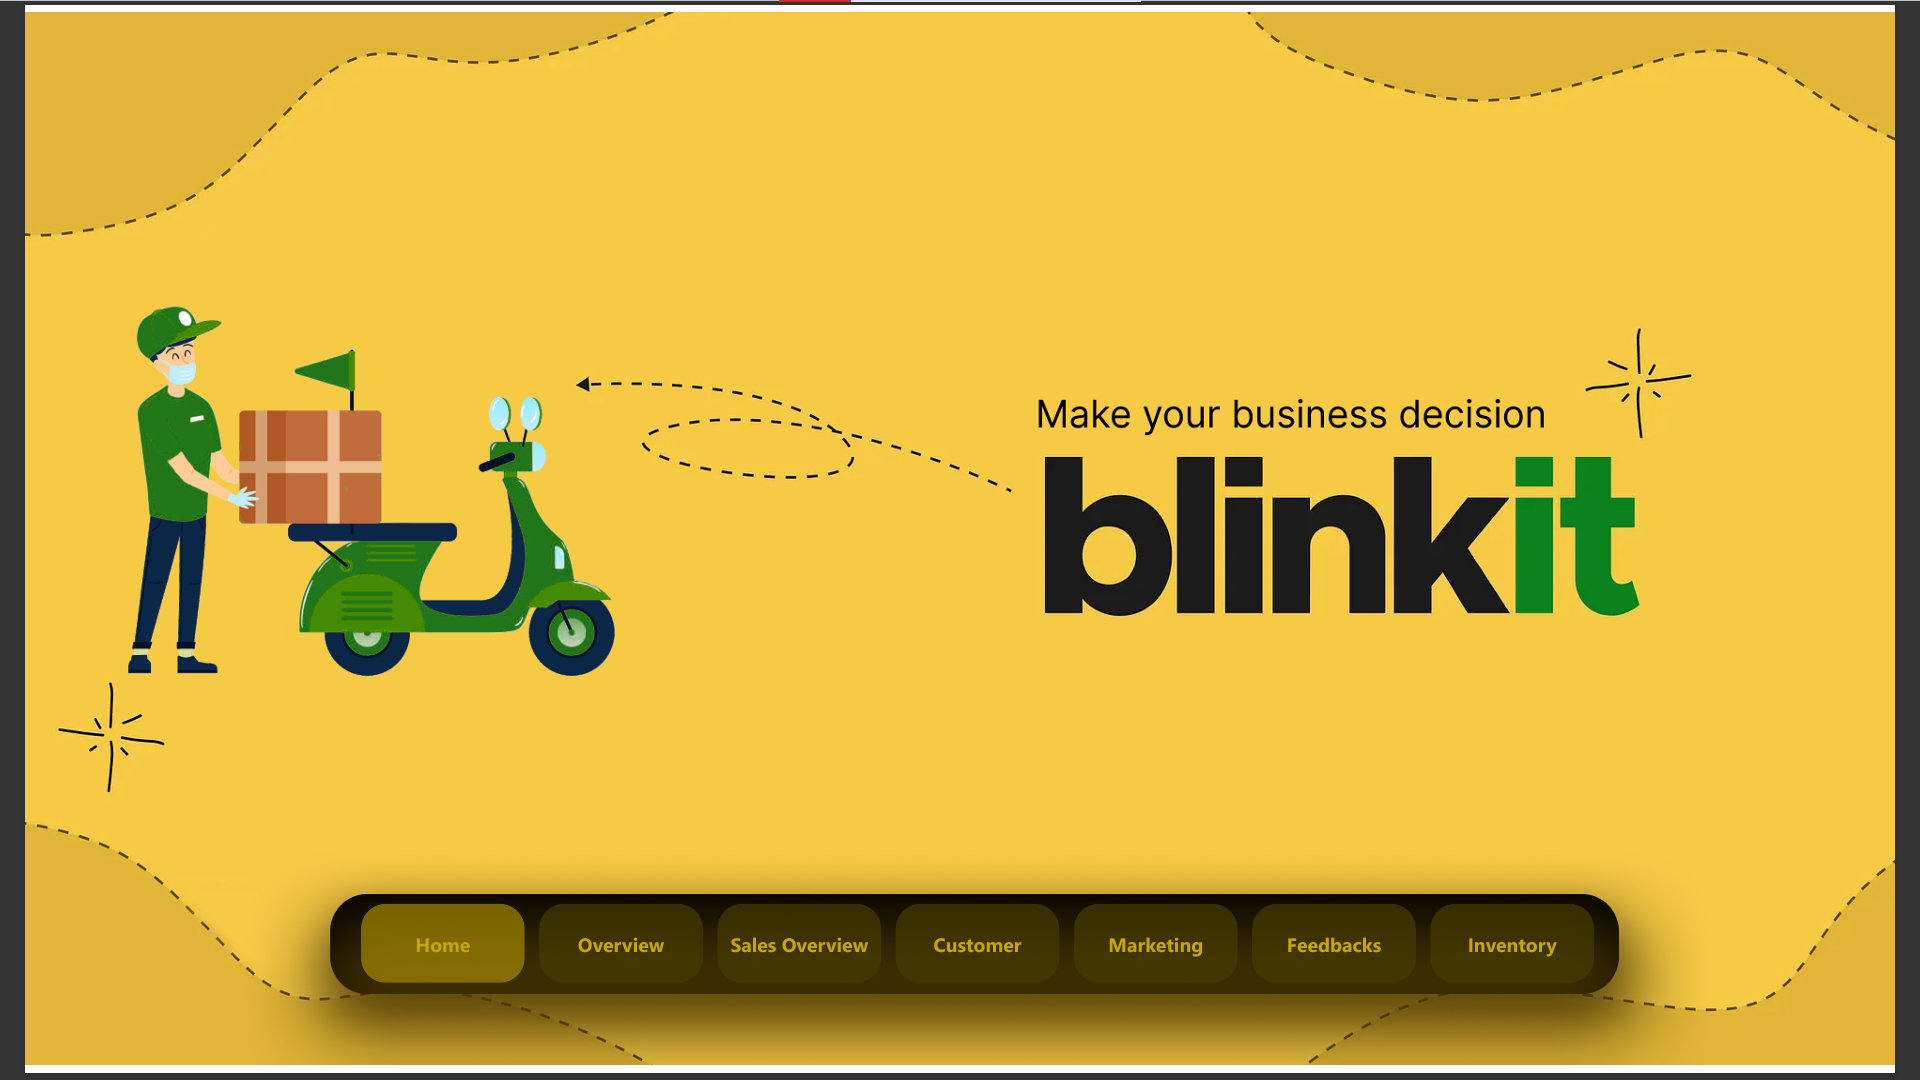 Make your business decision
blinkit
Home
Overview
Sales Overview
Customer
Marketing
Feedbacks
Inventory